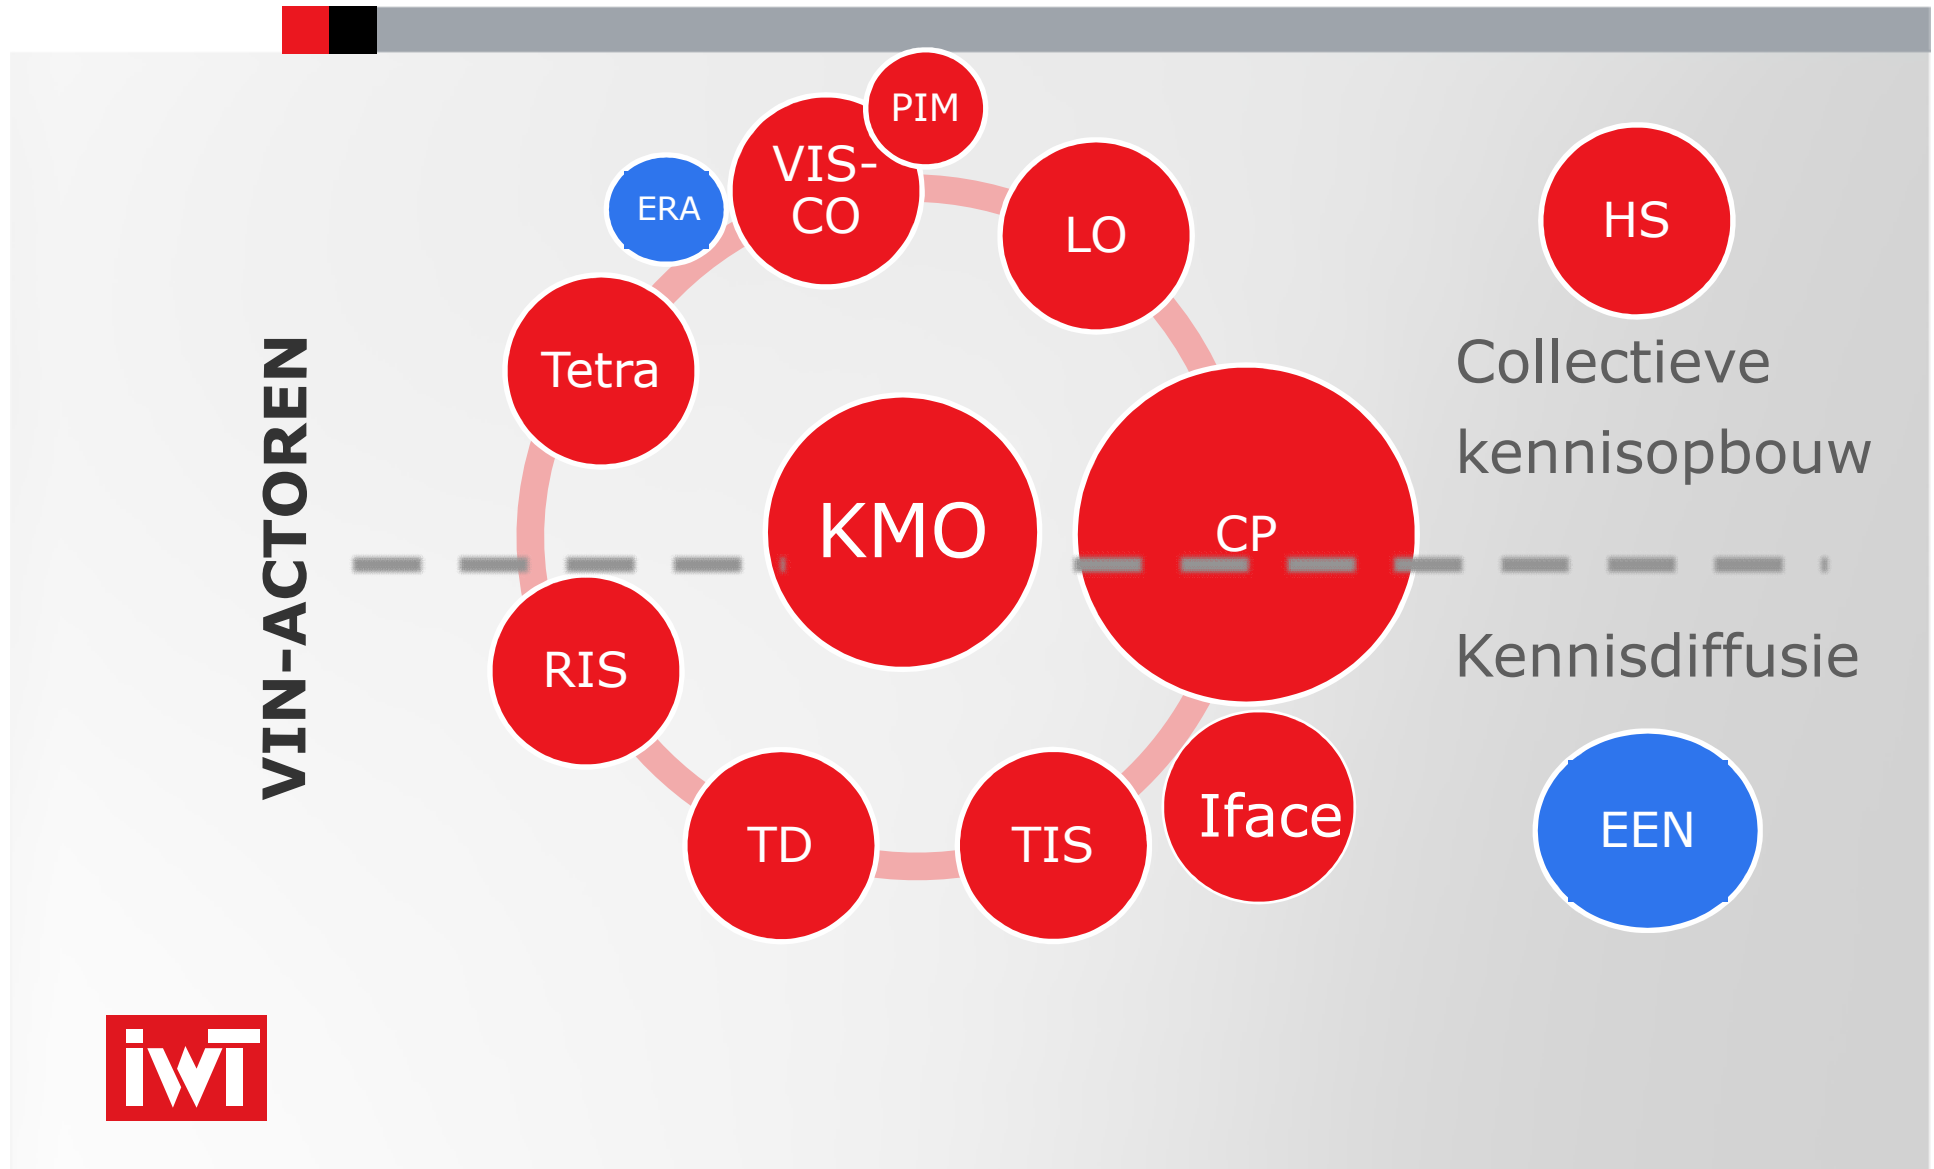 VIN-ACTOREN
PIM
VIS-
CO
ERA
LO
HS
Tetra
Collectieve
kennisopbouw
KMO
CP
Kennisdiffusie
RIS
Iface
TD
TIS
EEN
iwT